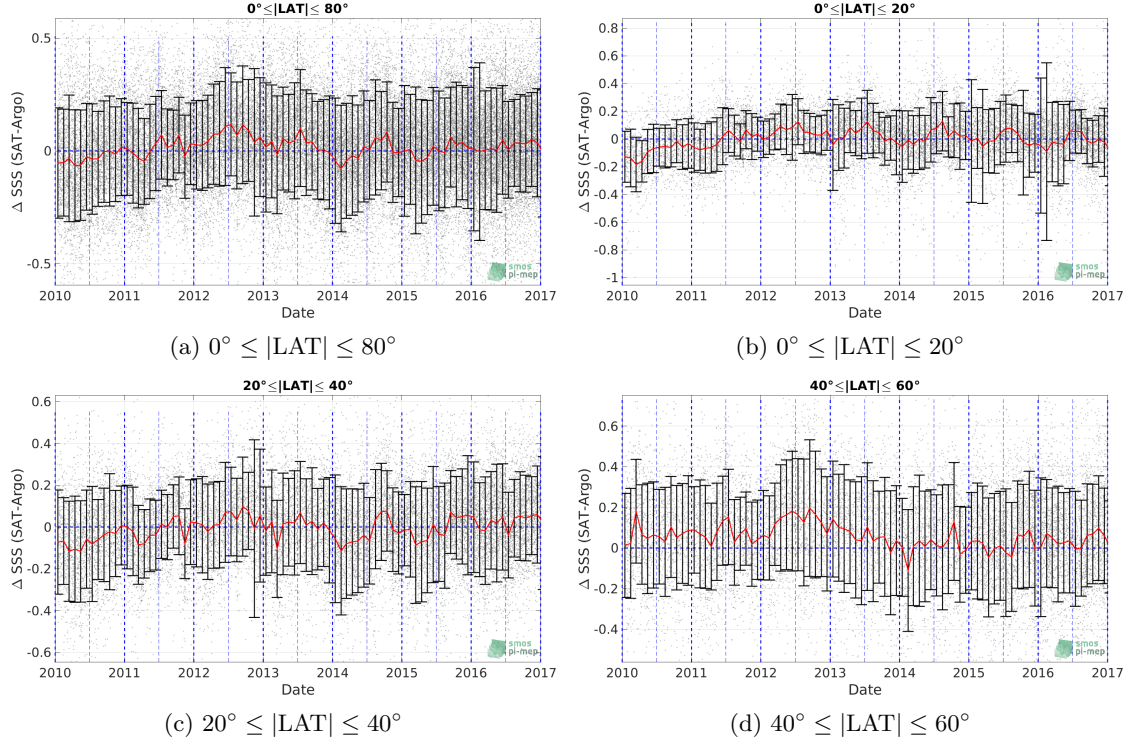 0°≤|LAT|≤ 80°
0.5
0
-0.5
Δ SSS (SAT-Argo)
2010 2011 2012 2013 2014 2015 2016 2017
Date
smos
pi-mep
(a) 0° ≤ |LAT| ≤ 80°
0°≤|LAT|≤ 20°
0.8
0.6
0.4
0.2
0
-0.2
-0.4
-0.6
-0.8
-1
Δ SSS (SAT-Argo)
2010 2011 2012 2013 2014 2015 2016 2017
Date
smos
pi-mep
(b) 0° ≤ |LAT| ≤ 20°
20°≤|LAT|≤ 40°
0.6
0.4
0.2
0
-0.2
-0.4
-0.6
Δ SSS (SAT-Argo)
2010 2011 2012 2013 2014 2015 2016 2017
Date
smos
pi-mep
(c) 20° ≤ |LAT| ≤ 40°
40°≤|LAT|≤ 60°
0.6
0.4
0.2
0
-0.2
-0.4
Δ SSS (SAT-Argo)
2010 2011 2012 2013 2014 2015 2016 2017
Date
smos
pi-mep
(d) 40° ≤ |LAT| ≤ 60°